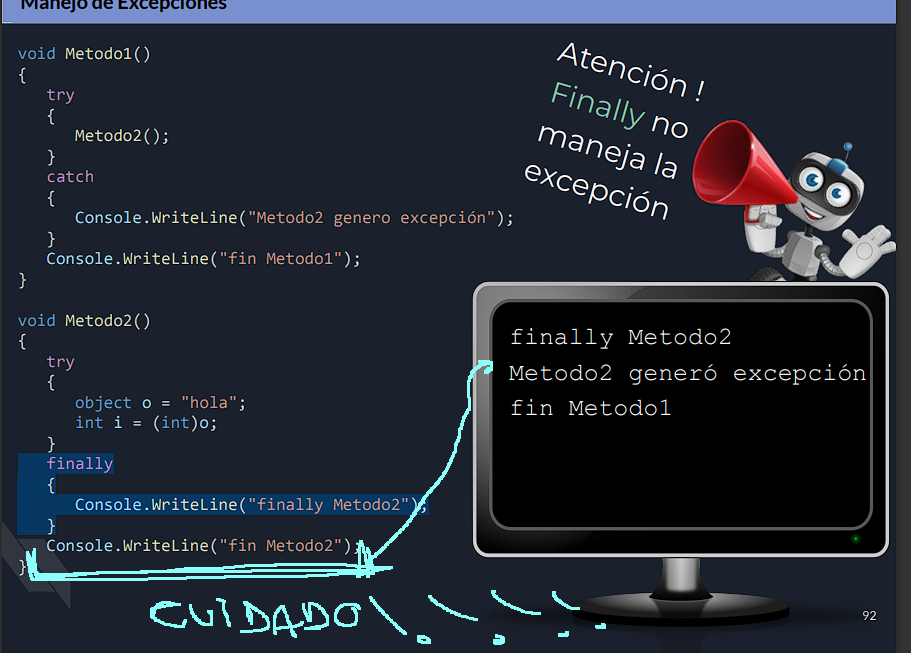 Manejo de Excepciones
void Metodo1()
{
try
{
Metodo2();
}
catch
{
Console.WriteLine("Metodo2 genero excepción");
}
Console.WriteLine("fin Metodo1");
}
void Metodo2()
{
try
{
object o = "hola";
int i = (int)o;
}
finally
{
Console.WriteLine("finally Metodo2");
}
Console.WriteLine("fin Metodo2");
}
Atención !
Finally no
maneja la
excepción
finally Metodo2
Metodo2 generó excepción
fin Metodo1
CUIDADO!!!!
92